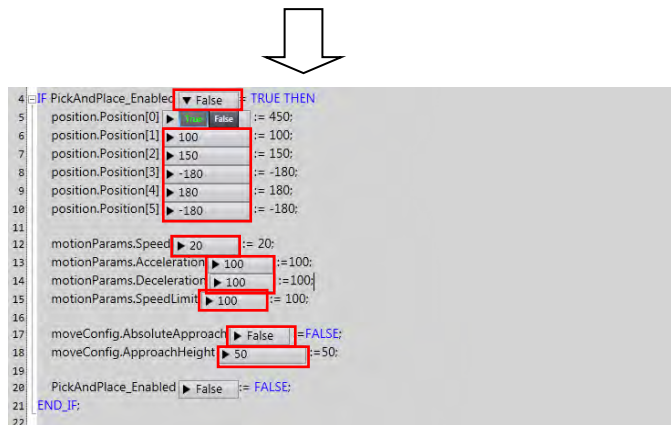 4 IF PickAndPlace_Enabled ▼ False = TRUE THEN
5 position.Position[0] ▶ True False := 450;
6 position.Position[1] ▶ 100 := 100;
7 position.Position[2] ▶ 150 := 150;
8 position.Position[3] ▶ -180 := -180;
9 position.Position[4] ▶ 180 := 180;
10 position.Position[5] ▶ -180 := -180;
11
12 motionParams.Speed ▶ 20 := 20;
13 motionParams.Acceleration ▶ 100 :=100;
14 motionParams.Deceleration ▶ 100 :=100;
15 motionParams.SpeedLimit ▶ 100 := 100;
16
17 moveConfig.AbsoluteApproach ▶ False =FALSE;
18 moveConfig.ApproachHeight ▶ 50 :=50;
19
20 PickAndPlace_Enabled ▶ False := FALSE;
21 END_IF;
22